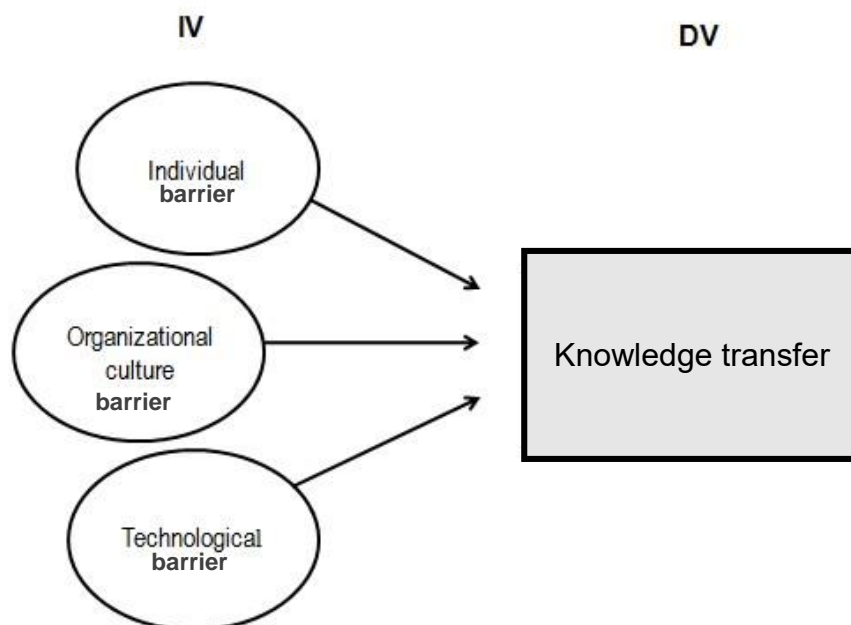 IV
DV
Individual
barrier
Organizational
culture
barrier
Knowledge transfer
Technological
barrier